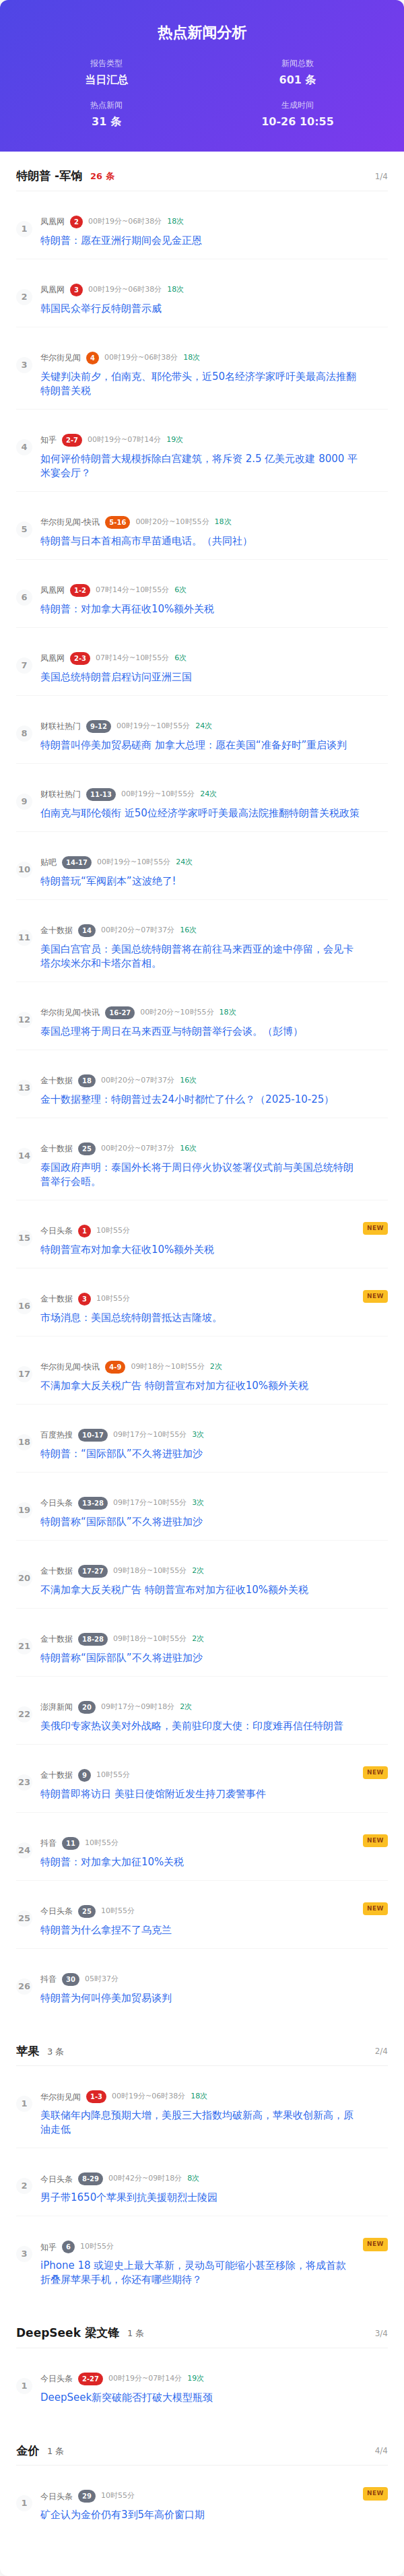 热点新闻分析
报告类型
新闻总数
当日汇总
601 条
热点新闻
生成时间
31 条
10-26 10:55
特朗普 -军饷 26 条 1/4
1 凤凰网 2 00时19分~06时38分 18次
特朗普：愿在亚洲行期间会见金正恩
2 凤凰网 3 00时19分~06时38分 18次
韩国民众举行反特朗普示威
3 华尔街见闻 4 00时19分~06时38分 18次
关键判决前夕，伯南克、耶伦带头，近50名经济学家呼吁美最高法推翻
特朗普关税
4 知乎 2-7 00时19分~07时14分 19次
如何评价特朗普大规模拆除白宫建筑，将斥资 2.5 亿美元改建 8000 平
米宴会厅？
5 华尔街见闻-快讯 5-16 00时20分~10时55分 18次
特朗普与日本首相高市早苗通电话。（共同社）
6 凤凰网 1-2 07时14分~10时55分 6次
特朗普：对加拿大再征收10%额外关税
7 凤凰网 2-3 07时14分~10时55分 6次
美国总统特朗普启程访问亚洲三国
8 财联社热门 9-12 00时19分~10时55分 24次
特朗普叫停美加贸易磋商 加拿大总理：愿在美国“准备好时”重启谈判
9 财联社热门 11-13 00时19分~10时55分 24次
伯南克与耶伦领衔 近50位经济学家呼吁美最高法院推翻特朗普关税政策
10 贴吧 14-17 00时19分~10时55分 24次
特朗普玩“军阀剧本”这波绝了!
11 金十数据 14 00时20分~07时37分 16次
美国白宫官员：美国总统特朗普将在前往马来西亚的途中停留，会见卡
塔尔埃米尔和卡塔尔首相。
12 华尔街见闻-快讯 16-27 00时20分~10时55分 18次
泰国总理将于周日在马来西亚与特朗普举行会谈。（彭博）
13 金十数据 18 00时20分~07时37分 16次
金十数据整理：特朗普过去24小时都忙了什么？（2025-10-25）
14 金十数据 25 00时20分~07时37分 16次
泰国政府声明：泰国外长将于周日停火协议签署仪式前与美国总统特朗
普举行会晤。
15 今日头条 1 10时55分 NEW
特朗普宣布对加拿大征收10%额外关税
16 金十数据 3 10时55分 NEW
市场消息：美国总统特朗普抵达吉隆坡。
17 华尔街见闻-快讯 4-9 09时18分~10时55分 2次
不满加拿大反关税广告 特朗普宣布对加方征收10%额外关税
18 百度热搜 10-17 09时17分~10时55分 3次
特朗普：“国际部队”不久将进驻加沙
19 今日头条 13-28 09时17分~10时55分 3次
特朗普称“国际部队”不久将进驻加沙
20 金十数据 17-27 09时18分~10时55分 2次
不满加拿大反关税广告 特朗普宣布对加方征收10%额外关税
21 金十数据 18-28 09时18分~10时55分 2次
特朗普称“国际部队”不久将进驻加沙
22 澎湃新闻 20 09时17分~09时18分 2次
美俄印专家热议美对外战略，美前驻印度大使：印度难再信任特朗普
23 金十数据 9 10时55分 NEW
特朗普即将访日 美驻日使馆附近发生持刀袭警事件
24 抖音 11 10时55分 NEW
特朗普：对加拿大加征10%关税
25 今日头条 25 10时55分 NEW
特朗普为什么拿捏不了乌克兰
26 抖音 30 05时37分
特朗普为何叫停美加贸易谈判
苹果 3 条 2/4
1 华尔街见闻 1-3 00时19分~06时38分 18次
美联储年内降息预期大增，美股三大指数均破新高，苹果收创新高，原
油走低
2 今日头条 8-29 00时42分~09时18分 8次
男子带1650个苹果到抗美援朝烈士陵园
3 知乎 6 10时55分 NEW
iPhone 18 或迎史上最大革新，灵动岛可能缩小甚至移除，将成首款
折叠屏苹果手机，你还有哪些期待？
DeepSeek 梁文锋 1 条 3/4
1 今日头条 2-27 00时19分~07时14分 19次
DeepSeek新突破能否打破大模型瓶颈
金价 1 条 4/4
1 今日头条 29 10时55分 NEW
矿企认为金价仍有3到5年高价窗口期